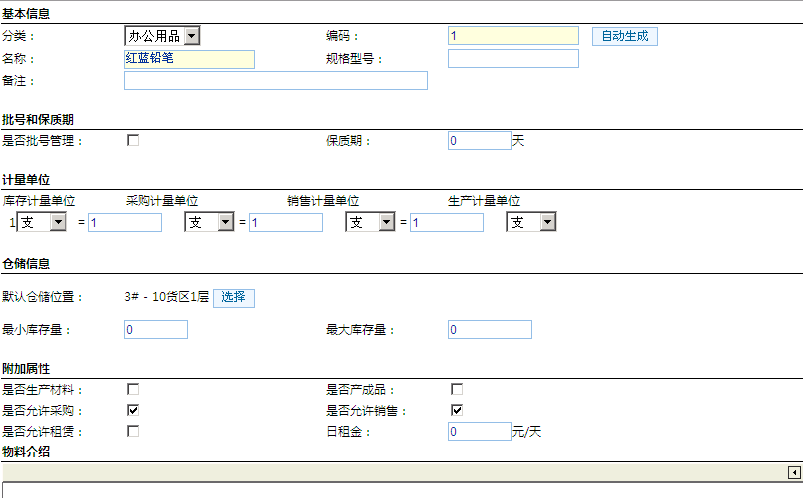 基本信息
分类： 办公用品 编码： 1 自动生成
名称： 红蓝铅笔 规格型号：
备注：
批号和保质期
是否批号管理： 保质期： 0 天
计量单位
库存计量单位 采购计量单位 销售计量单位 生产计量单位
1 支 = 1 支 = 1 支 = 1 支
仓储信息
默认仓储位置： 3# - 10货区1层 选择
最小库存量： 0 最大库存量： 0
附加属性
是否生产材料： 是否产成品：
是否允许采购： 是否允许销售：
是否允许租赁： 日租金： 0 元/天
物料介绍